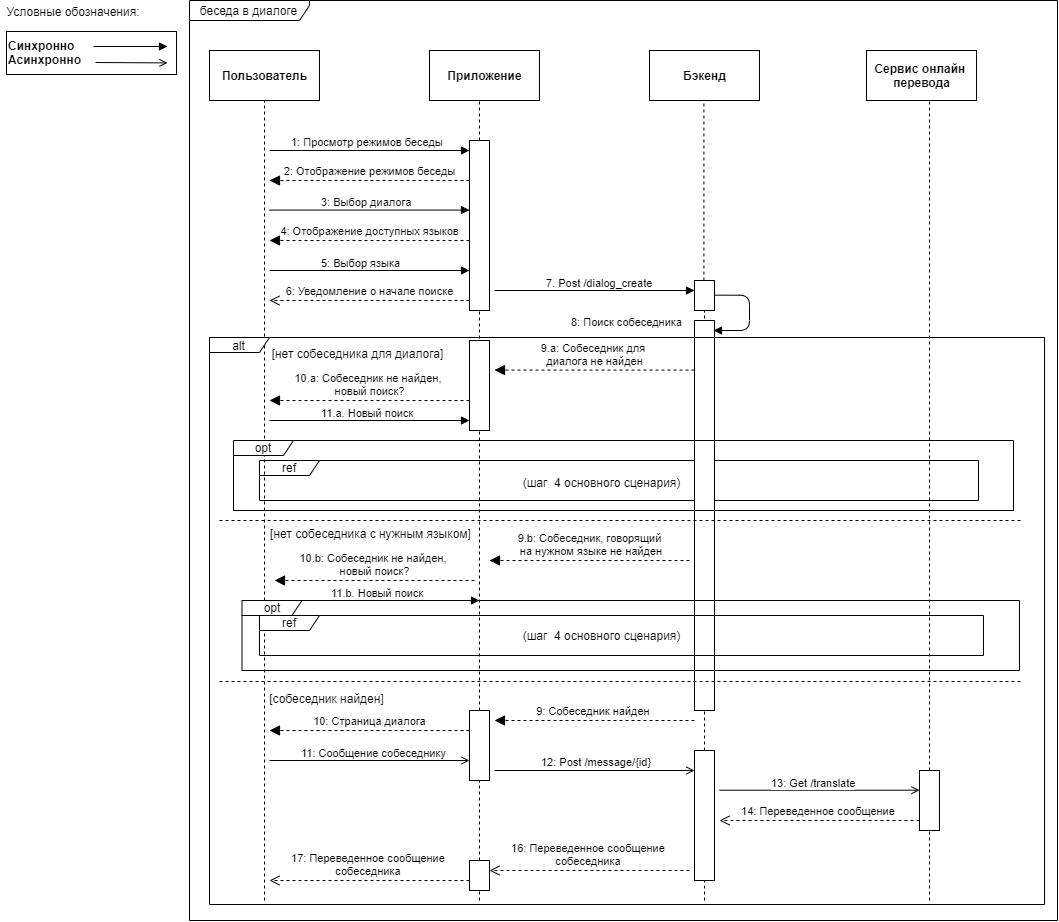 Условные обозначения:
Синхронно
Асинхронно
беседа в диалоге
Пользователь
Приложение
Бэкенд
Сервис онлайн
перевода
1: Просмотр режимов беседы
2: Отображение режимов беседы
3: Выбор диалога
4: Отображение доступных языков
5: Выбор языка
6: Уведомление о начале поиске
7. Post /dialog_create
8: Поиск собеседника
alt
[нет собеседника для диалога]
9.a: Собеседник для
диалога не найден
10.a: Собеседник не найден,
новый поиск?
11.a. Новый поиск
opt
ref
(шаг 4 основного сценария)
[нет собеседника с нужным языком]
9.b: Собеседник, говорящий
на нужном языке не найден
10.b: Собеседник не найден,
новый поиск?
11.b. Новый поиск
opt
ref
(шаг 4 основного сценария)
[собеседник найден]
9: Собеседник найден
10: Страница диалога
11: Сообщение собеседнику
12: Post /message/{id}
13: Get /translate
14: Переведенное сообщение
16: Переведенное сообщение
собеседника
17: Переведенное сообщение
собеседника